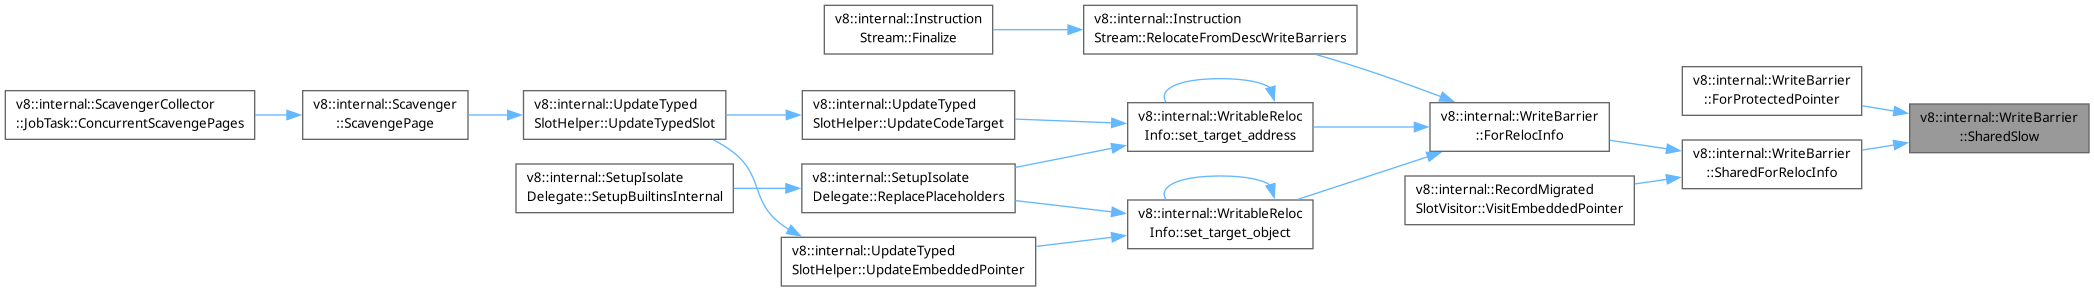 v8::internal::Instruction
Stream::Finalize
v8::internal::Instruction
Stream::RelocateFromDescWriteBarriers
v8::internal::ScavengerCollector
::JobTask::ConcurrentScavengePages
v8::internal::Scavenger
::ScavengePage
v8::internal::UpdateTyped
SlotHelper::UpdateTypedSlot
v8::internal::UpdateTyped
SlotHelper::UpdateCodeTarget
v8::internal::WritableReloc
Info::set_target_address
v8::internal::WriteBarrier
::ForRelocInfo
v8::internal::WriteBarrier
::ForProtectedPointer
v8::internal::WriteBarrier
::SharedSlow
v8::internal::SetupIsolate
Delegate::SetupBuiltinsInternal
v8::internal::SetupIsolate
Delegate::ReplacePlaceholders
v8::internal::WriteBarrier
::SharedForRelocInfo
v8::internal::RecordMigrated
SlotVisitor::VisitEmbeddedPointer
v8::internal::WritableReloc
Info::set_target_object
v8::internal::UpdateTyped
SlotHelper::UpdateEmbeddedPointer